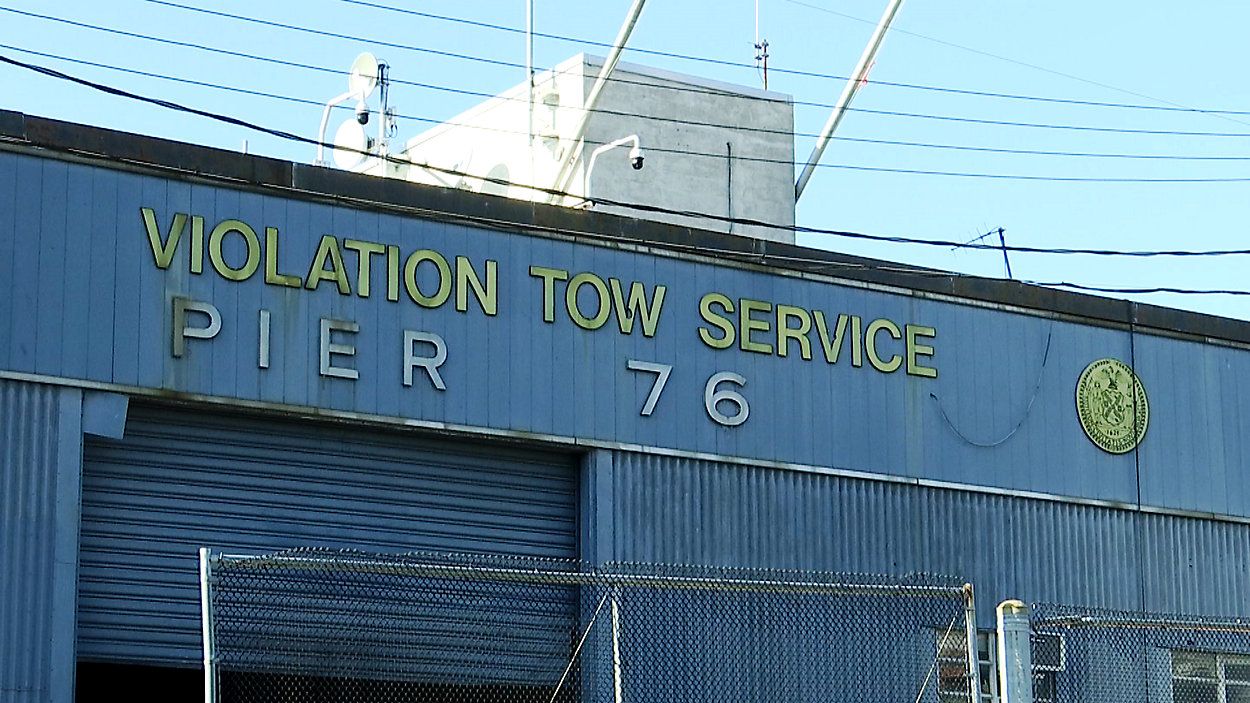 VIOLATION TOW SERVICE
PIER 76